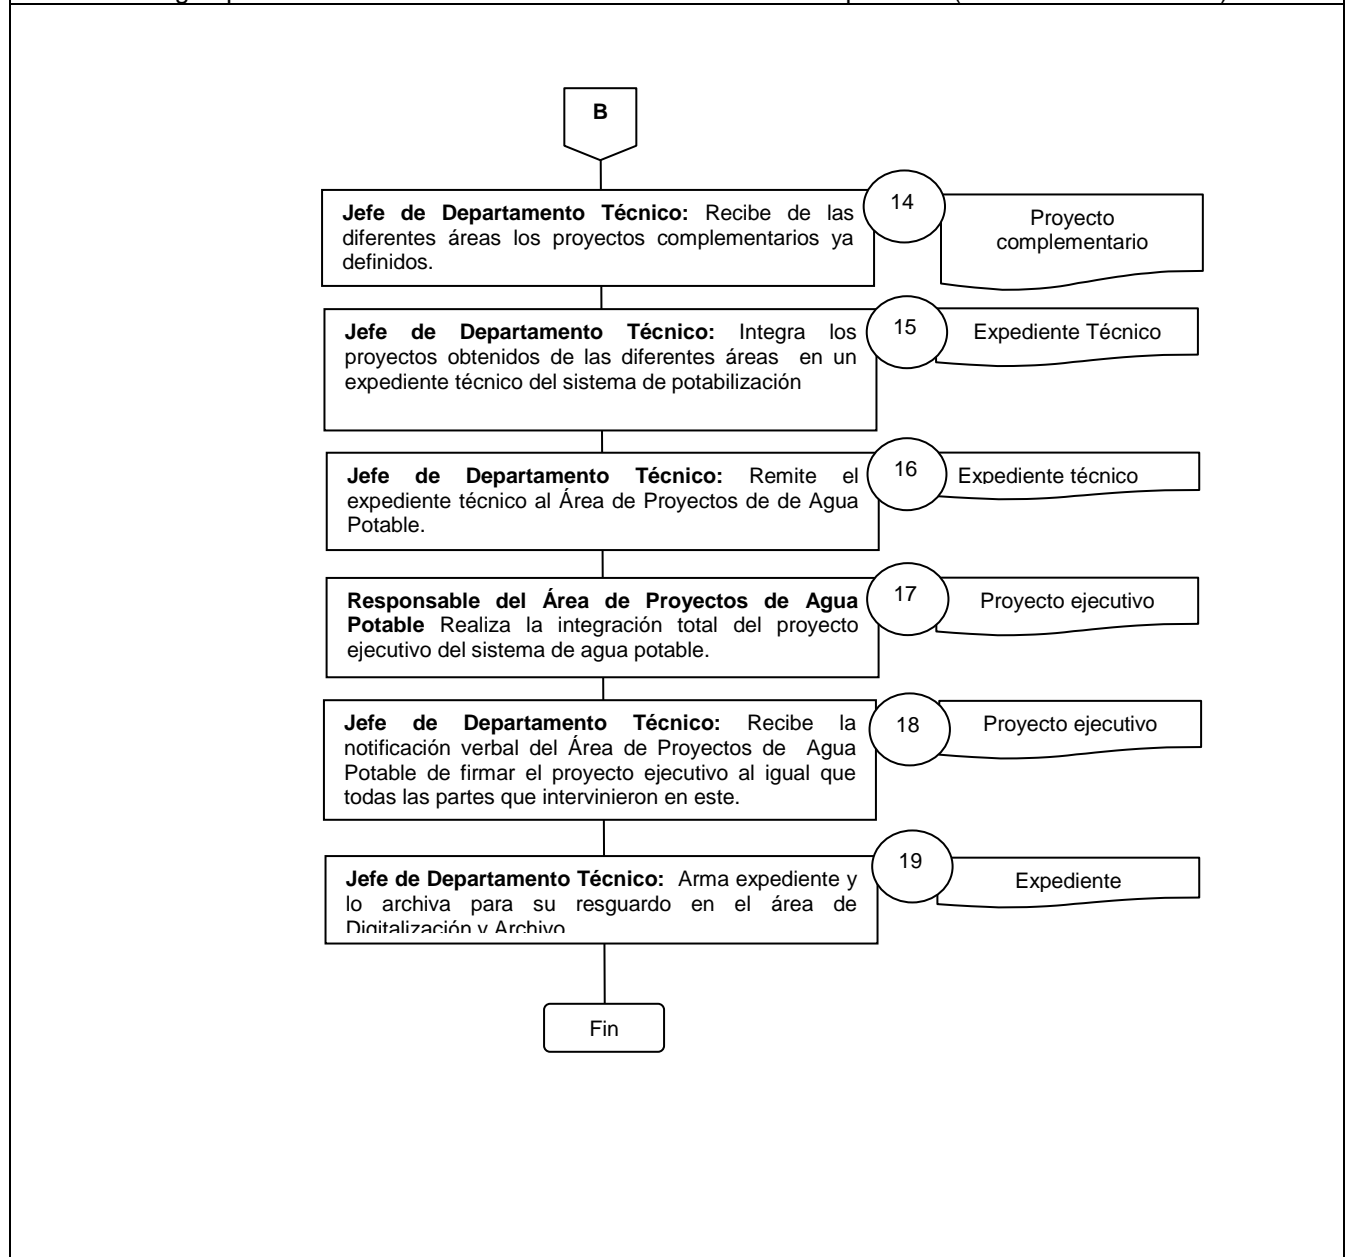 B
Jefe de Departamento Técnico: Recibe de las
diferentes áreas los proyectos complementarios ya
definidos.
14
Proyecto
complementario
Jefe de Departamento Técnico: Integra los
proyectos obtenidos de las diferentes áreas en un
expediente técnico del sistema de potabilización
15
Expediente Técnico
Jefe de Departamento Técnico: Remite el
expediente técnico al Área de Proyectos de de Agua
Potable.
16
Expediente técnico
Responsable del Área de Proyectos de Agua
Potable Realiza la integración total del proyecto
ejecutivo del sistema de agua potable.
17
Proyecto ejecutivo
Jefe de Departamento Técnico: Recibe la
notificación verbal del Área de Proyectos de Agua
Potable de firmar el proyecto ejecutivo al igual que
todas las partes que intervinieron en este.
18
Proyecto ejecutivo
Jefe de Departamento Técnico: Arma expediente y
lo archiva para su resguardo en el área de
Digitalización y Archivo
19
Expediente
Fin